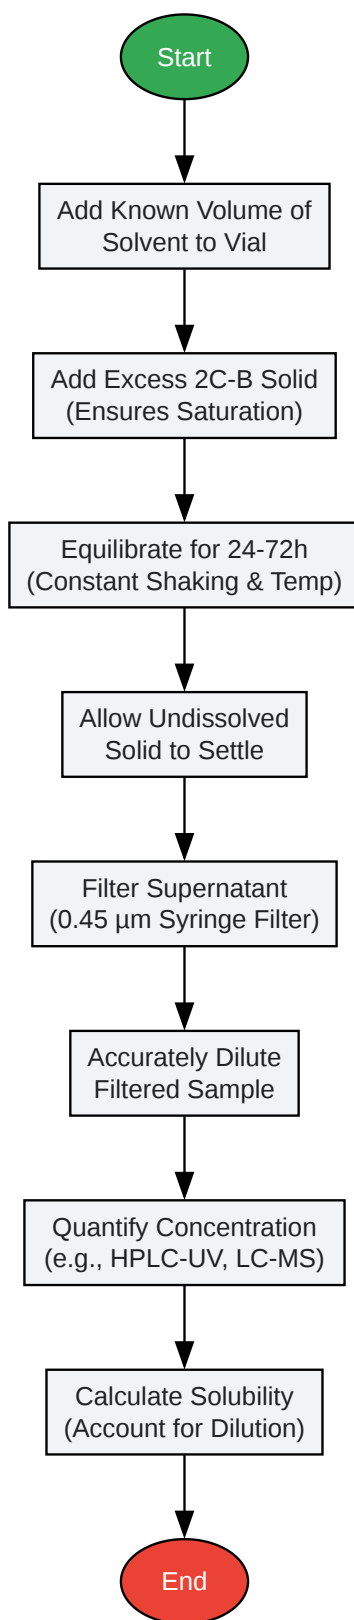 Start
Add Known Volume of
Solvent to Vial
Add Excess 2C-B Solid
(Ensures Saturation)
Equilibrate for 24-72h
(Constant Shaking & Temp)
Allow Undissolved
Solid to Settle
Filter Supernatant
(0.45 µm Syringe Filter)
Accurately Dilute
Filtered Sample
Quantify Concentration
(e.g., HPLC-UV, LC-MS)
Calculate Solubility
(Account for Dilution)
End